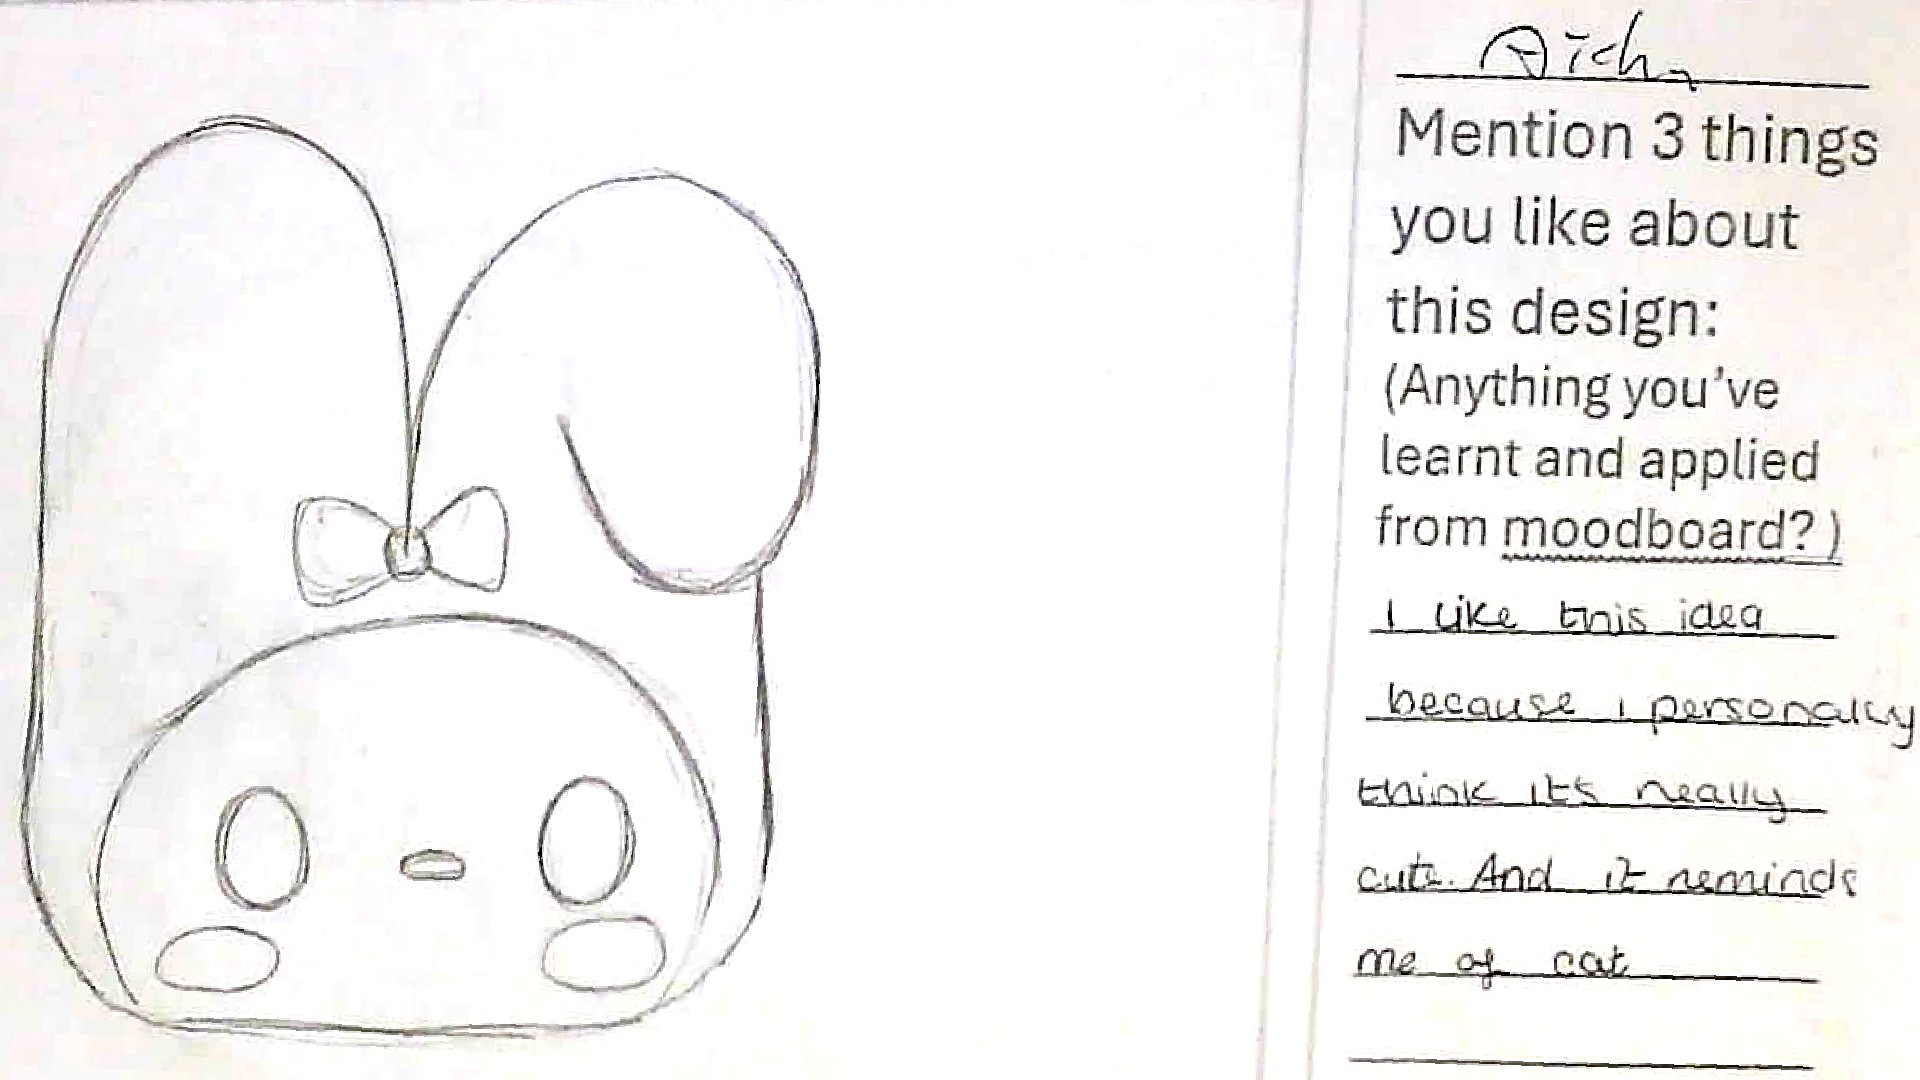 Mention 3 things
you like about
this design:
(Anything you've
learnt and applied
from moodboard?)
I like this idea
because i personally
think it's really
cute. And it reminds
me of cat